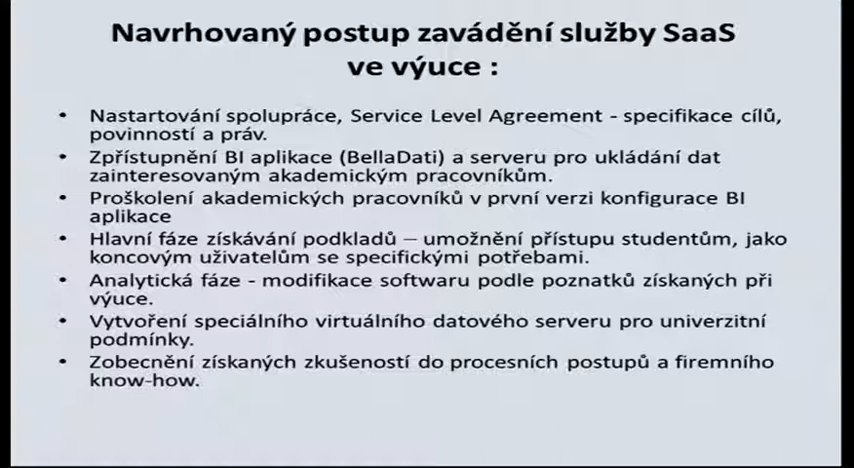 Navrhovaný postup zavádění služby SaaS
ve výuce :
• Nastartování spolupráce, Service Level Agreement - specifikace cílů,
povinností a práv.
• Zpřístupnění BI aplikace (BellaDati) a serveru pro ukládání dat
zainteresovaným akademickým pracovníkům.
• Proškolení akademických pracovníků v první verzi konfigurace BI
aplikace
• Hlavní fáze získávání podkladů – umožnění přístupu studentům, jako
koncovým uživatelům se specifickými potřebami.
• Analytická fáze - modifikace softwaru podle poznatků získaných při
výuce.
• Vytvoření speciálního virtuálního datového serveru pro univerzitní
podmínky.
• Zobecnění získaných zkušeností do procesních postupů a firemního
know-how.